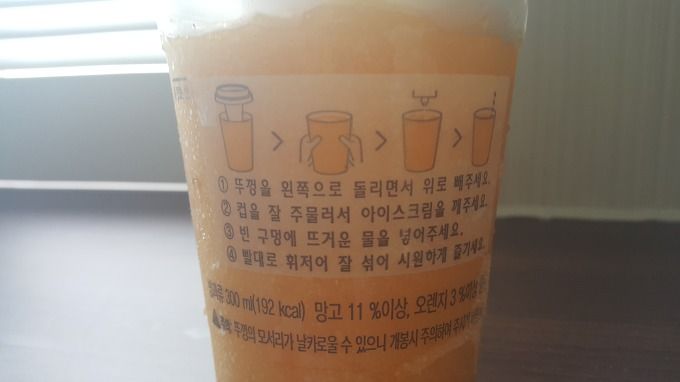 ① 뚜껑을 왼쪽으로 돌리면서 위로 빼주세요.
② 컵을 잘 주물러서 아이스크림을 깨주세요.
③ 빈 구멍에 뜨거운 물을 넣어주세요.
④ 빨대로 휘저어 잘 섞어 시원하게 즐기세요.
300 ml(192 kcal) 망고 11 %이상, 오렌지 3 %이상
뚜껑의 모서리가 날카로울 수 있으니 개봉시 주의하여